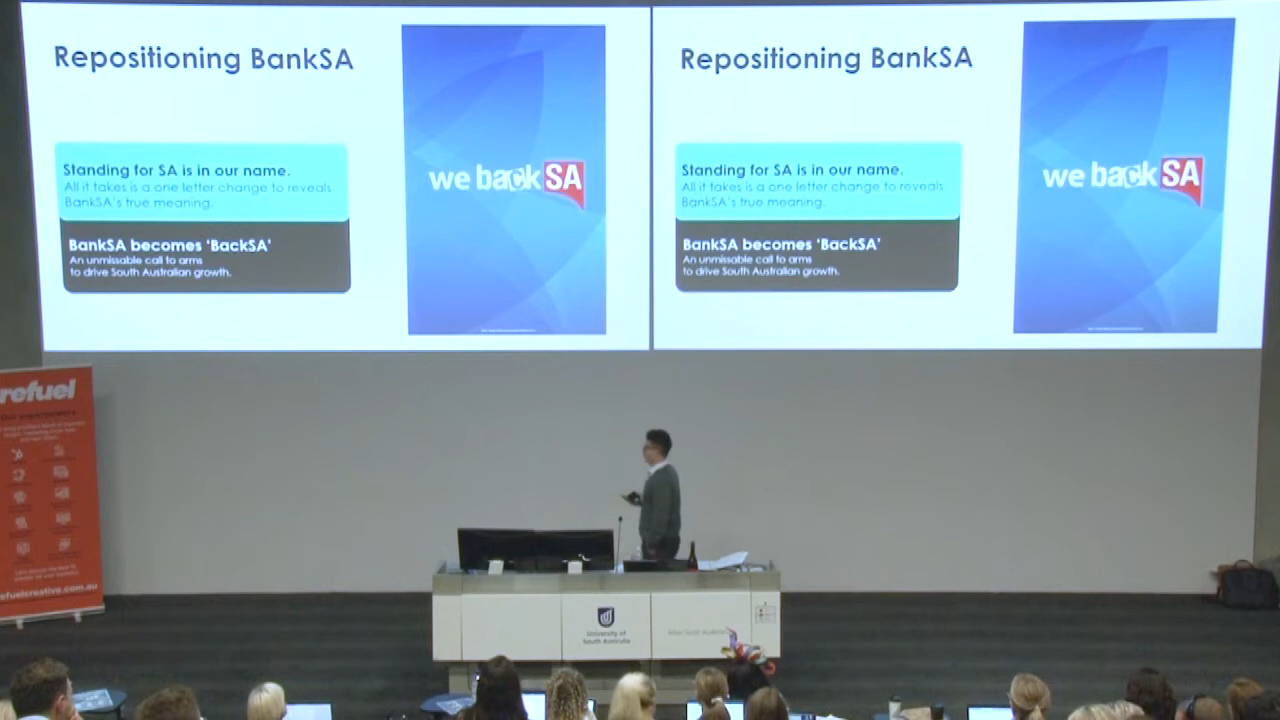 Repositioning BankSA
Standing for SA is in our name.
All it takes is a one letter change to reveals
BankSA's true meaning.
BankSA becomes 'BackSA'
An unmissable call to arms
to drive South Australian growth.
we back SA
Repositioning BankSA
Standing for SA is in our name.
All it takes is a one letter change to reveals
BankSA's true meaning.
BankSA becomes 'BackSA'
An unmissable call to arms
to drive South Australian growth.
we back SA
refuel
efuelcreative.com.au
University of
South Australia